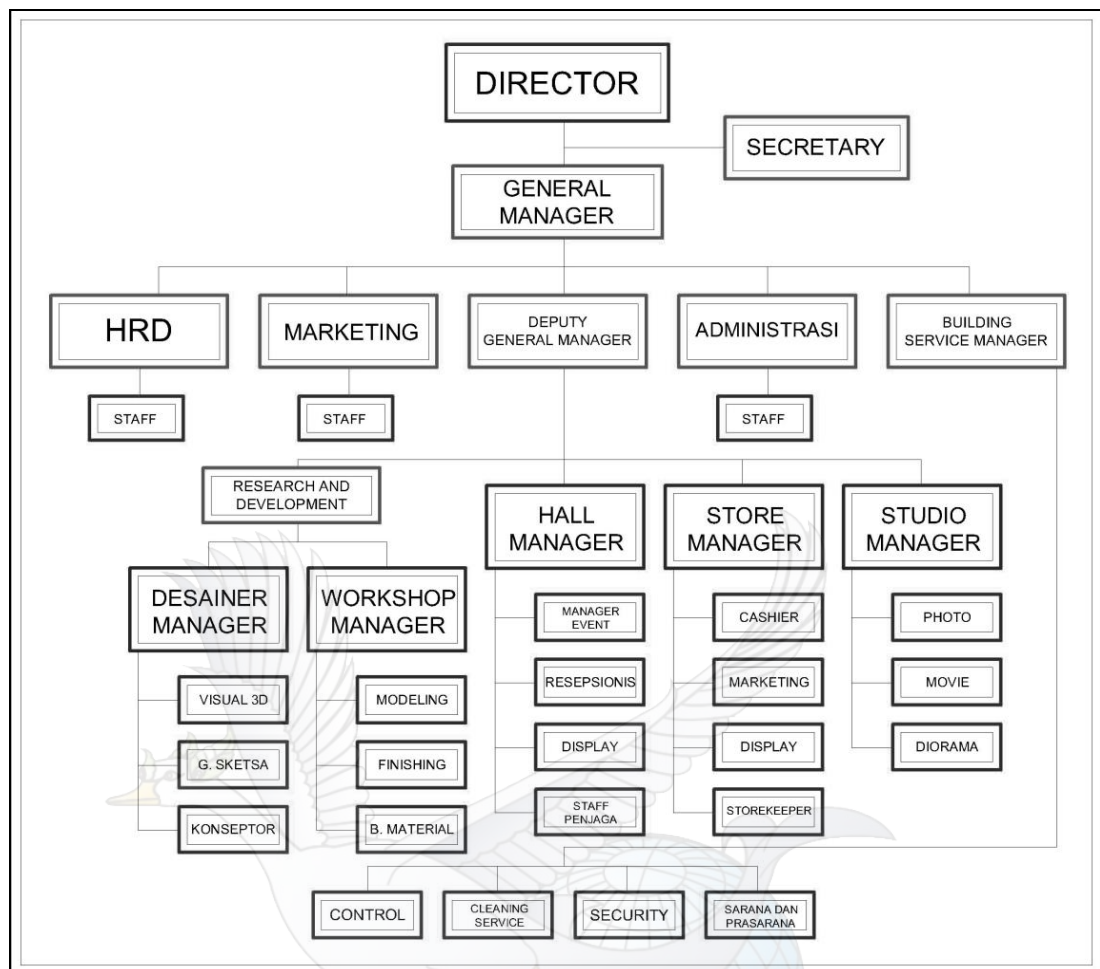 DIRECTOR
SECRETARY
GENERAL
MANAGER
HRD
MARKETING
DEPUTY
GENERAL MANAGER
ADMINISTRASI
BUILDING
SERVICE MANAGER
STAFF
STAFF
STAFF
RESEARCH AND
DEVELOPMENT
HALL
MANAGER
STORE
MANAGER
STUDIO
MANAGER
DESAINER
MANAGER
WORKSHOP
MANAGER
MANAGER
EVENT
CASHIER
PHOTO
VISUAL 3D
MODELING
RESEPSIONIS
MARKETING
MOVIE
G. SKETSA
FINISHING
DISPLAY
DISPLAY
DIORAMA
KONSEPTOR
B. MATERIAL
STAFF
PENJAGA
STOREKEEPER
CONTROL
CLEANING
SERVICE
SECURITY
SARANA DAN
PRASARANA